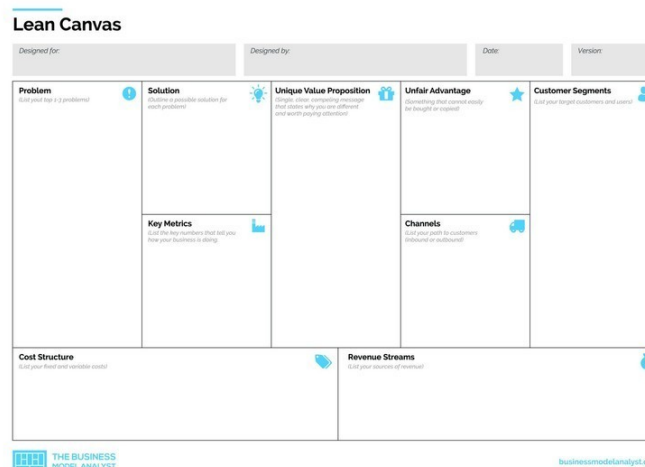 Lean Canvas
Designed for:
Designed by:
Date:
Version:
Problem
(List your top 1-3 problems)
Solution
(Outline a possible solution for
each problem)
Unique Value Proposition
(Single, clear, compelling message
that states why you are different
and worth paying attention)
Unfair Advantage
(Something that cannot easily
be bought or copied)
Customer Segments
(List your target customers and users)
Key Metrics
(List the key numbers that tell you
how your business is doing)
Channels
(List your path to customers
(inbound or outbound)
Cost Structure
(List your fixed and variable costs)
Revenue Streams
(List your sources of revenue)
THE BUSINESS
MODEL ANALYST
businessmodelanalyst.